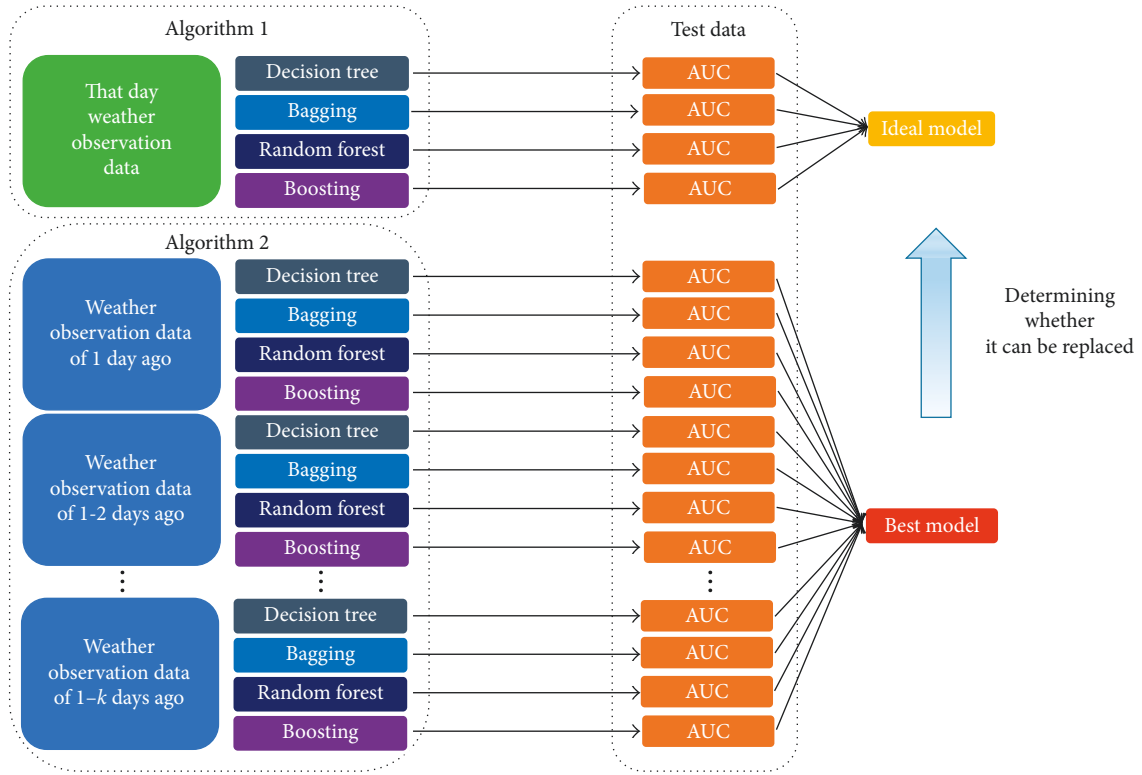 Algorithm 1
Test data
That day
weather
observation
data
Decision tree
AUC
Bagging
AUC
Random forest
AUC
Boosting
AUC
Ideal model
Algorithm 2
Weather
observation data
of 1 day ago
Decision tree
AUC
Bagging
AUC
Random forest
AUC
Boosting
AUC
Determining
whether
it can be replaced
Weather
observation data
of 1-2 days ago
Decision tree
AUC
Bagging
AUC
Random forest
AUC
Boosting
AUC
Best model
Weather
observation data
of 1–k days ago
Decision tree
AUC
Bagging
AUC
Random forest
AUC
Boosting
AUC